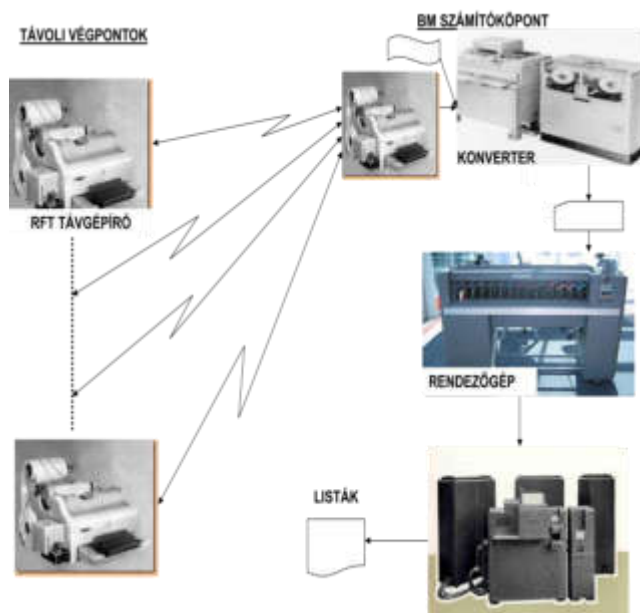 TÁVOLI VÉGPONTOK
BM SZÁMÍTÓKÖPONT
KONVERTER
RFT TÁVGÉPÍRÓ
RENDEZŐGÉP
LISTÁK